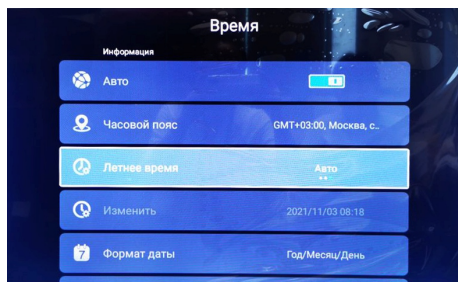 Время
Информация
Авто
Часовой пояс GMT+03:00, Москва, с..
Летнее время Авто
Изменить 2021/11/03 08:18
7 Формат даты Год/Месяц/День